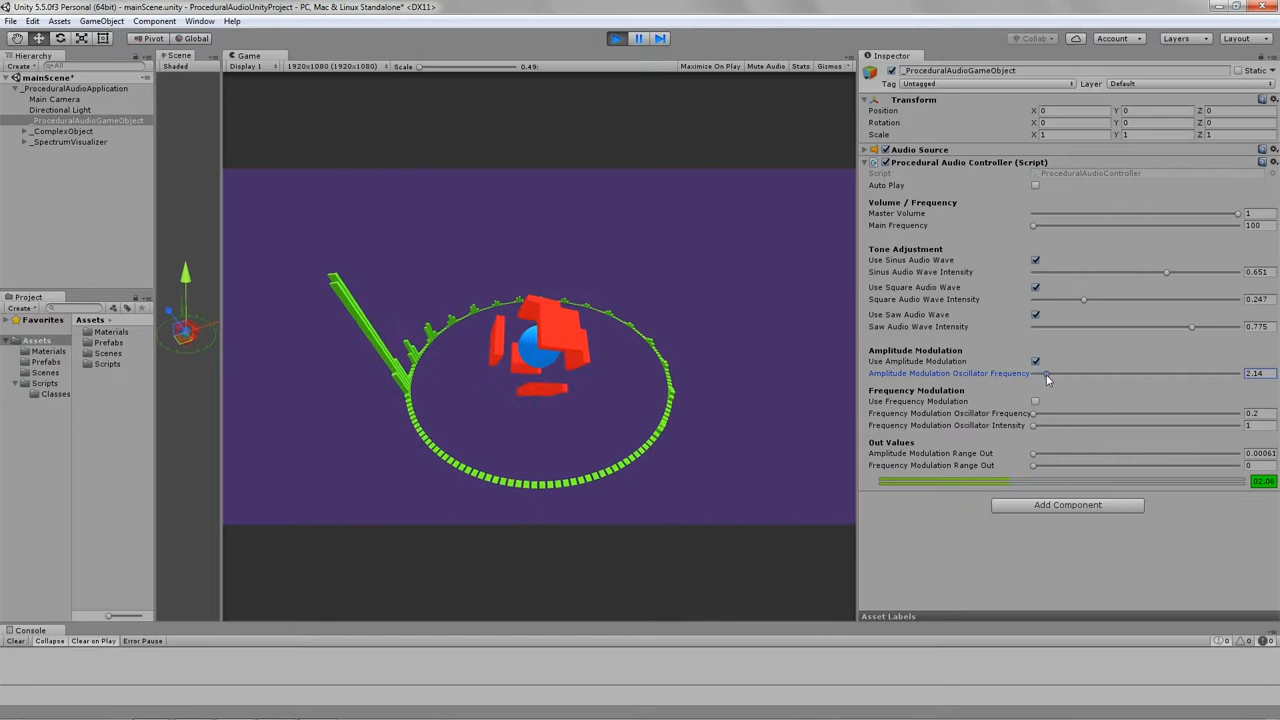 Unity 5.5.0f3 Personal (64bit) - mainScene.unity - ProceduralAudioUnityProject - PC, Mac & Linux Standalone* <DX11>
File Edit Assets GameObject Component Window Help
Pivot Global Collab Account Layers Layout
Hierarchy
Create All
mainScene*
_ProceduralAudioApplication
Main Camera
Directional Light
_ProceduralAudioGameObject
_ComplexObject
_SpectrumVisualizer
Scene
Shaded
Game
Display 1 1920x1080 (1920x1080) Scale 0.49: Maximize On Play Mute Audio Stats Gizmos
Project
Create
Favorites
Assets
Materials
Prefabs
Scenes
Scripts
Classes
Assets
Materials
Prefabs
Scenes
Scripts
Inspector
_ProceduralAudioGameObject Static
Tag Untagged Layer Default
Transform
Position X 0 Y 0 Z 0
Rotation X 0 Y 0 Z 0
Scale X 1 Y 1 Z 1
Audio Source
Procedural Audio Controller (Script)
Script ProceduralAudioController
Auto Play
Volume / Frequency
Master Volume 1
Main Frequency 100
Tone Adjustment
Use Sinus Audio Wave
Sinus Audio Wave Intensity 0.651
Use Square Audio Wave
Square Audio Wave Intensity 0.247
Use Saw Audio Wave
Saw Audio Wave Intensity 0.775
Amplitude Modulation
Use Amplitude Modulation
Amplitude Modulation Oscillator Frequency 2.14
Frequency Modulation
Use Frequency Modulation
Frequency Modulation Oscillator Frequency 0.2
Frequency Modulation Oscillator Intensity 1
Out Values
Amplitude Modulation Range Out 0.00061
Frequency Modulation Range Out 0
02.06
Add Component
Asset Labels
Console
Clear Collapse Clear on Play Error Pause 0 0 0